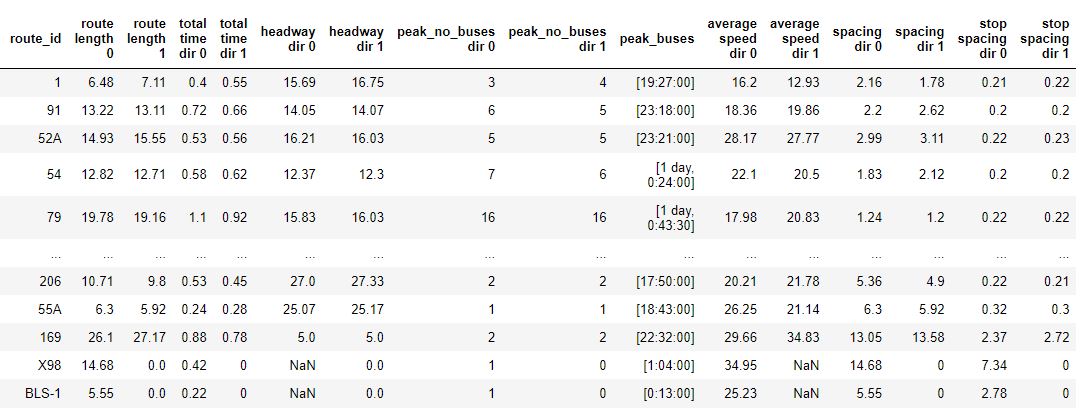 route_id route length 0 route length 1 total time dir 0 total time dir 1 headway dir 0 headway dir 1 peak_no_buses dir 0 peak_no_buses dir 1 peak_buses average speed dir 0 average speed dir 1 spacing dir 0 spacing dir 1 stop spacing dir 0 stop spacing dir 1
1 6.48 7.11 0.4 0.55 15.69 16.75 3 4 [19:27:00] 16.2 12.93 2.16 1.78 0.21 0.22
91 13.22 13.11 0.72 0.66 14.05 14.07 6 5 [23:18:00] 18.36 19.86 2.2 2.62 0.2 0.2
52A 14.93 15.55 0.53 0.56 16.21 16.03 5 5 [23:21:00] 28.17 27.77 2.99 3.11 0.22 0.23
54 12.82 12.71 0.58 0.62 12.37 12.3 7 6 [1 day, 0:24:00] 22.1 20.5 1.83 2.12 0.2 0.2
79 19.78 19.16 1.1 0.92 15.83 16.03 16 16 [1 day, 0:43:30] 17.98 20.83 1.24 1.2 0.22 0.22
... ... ... ... ... ... ... ... ... ... ... ... ... ... ... ...
206 10.71 9.8 0.53 0.45 27.0 27.33 2 2 [17:50:00] 20.21 21.78 5.36 4.9 0.22 0.21
55A 6.3 5.92 0.24 0.28 25.07 25.17 1 1 [18:43:00] 26.25 21.14 6.3 5.92 0.32 0.3
169 26.1 27.17 0.88 0.78 5.0 5.0 2 2 [22:32:00] 29.66 34.83 13.05 13.58 2.37 2.72
X98 14.68 0.0 0.42 0 NaN 0.0 1 0 [1:04:00] 34.95 NaN 14.68 0 7.34 0
BLS-1 5.55 0.0 0.22 0 NaN 0.0 1 0 [0:13:00] 25.23 NaN 5.55 0 2.78 0